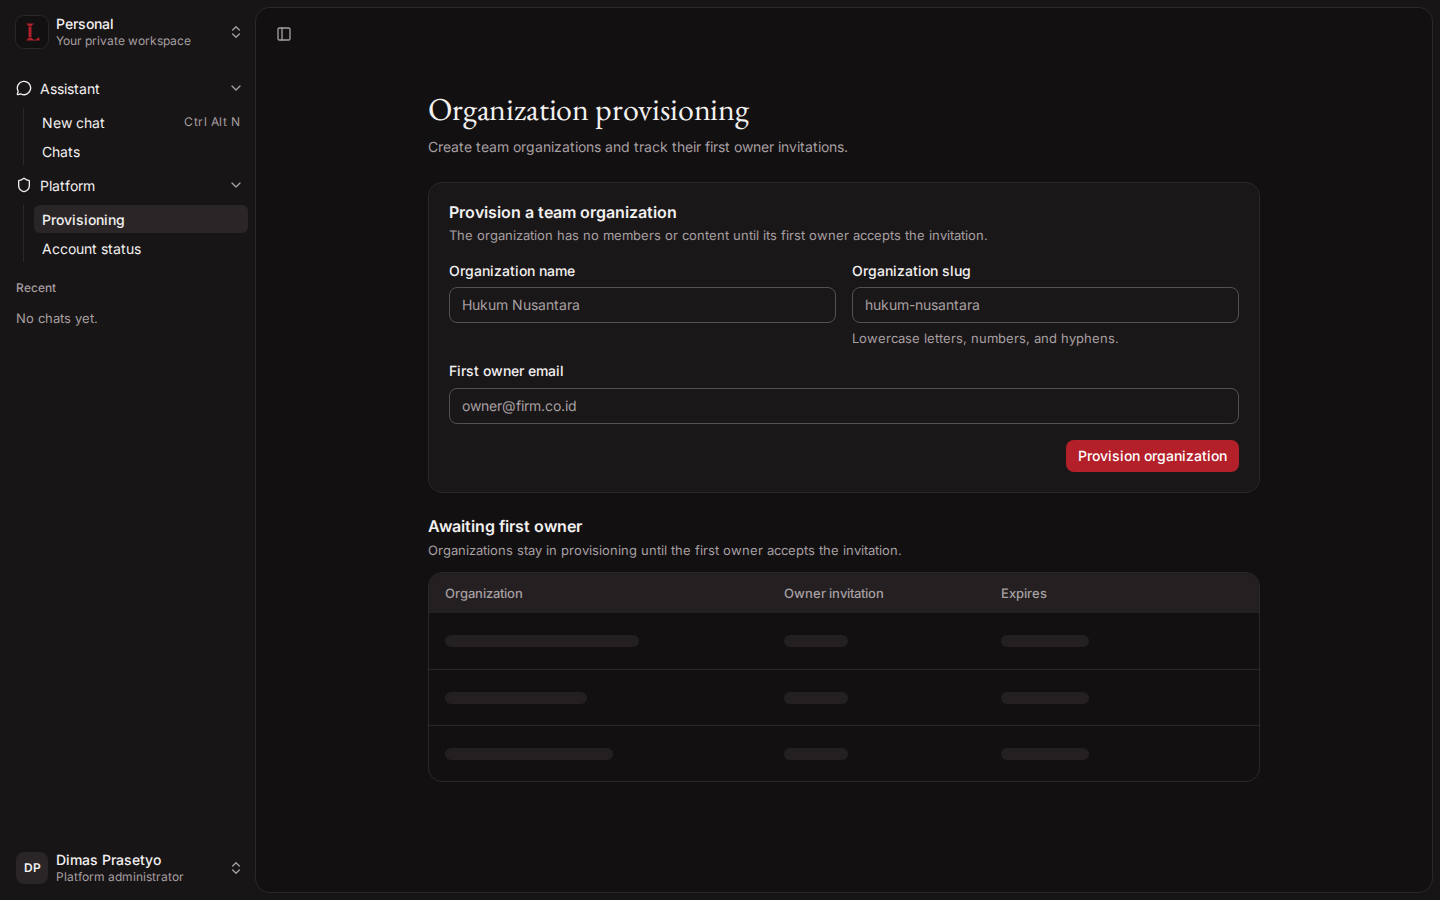 L
Personal
Your private workspace
Assistant
New chat
Ctrl Alt N
Chats
Platform
Provisioning
Account status
Recent
No chats yet.
Dimas Prasetyo
DP
Platform administrator
Organization provisioning
Create team organizations and track their first owner invitations.
Provision a team organization
The organization has no members or content until its first owner accepts the invitation.
Organization name
Organization slug
Hukum Nusantara
hukum-nusantara
Lowercase letters, numbers, and hyphens.
First owner email
owner@firm.co.id
Provision organization
Awaiting first owner
Organizations stay in provisioning until the first owner accepts the invitation.
Organization
Owner invitation
Expires